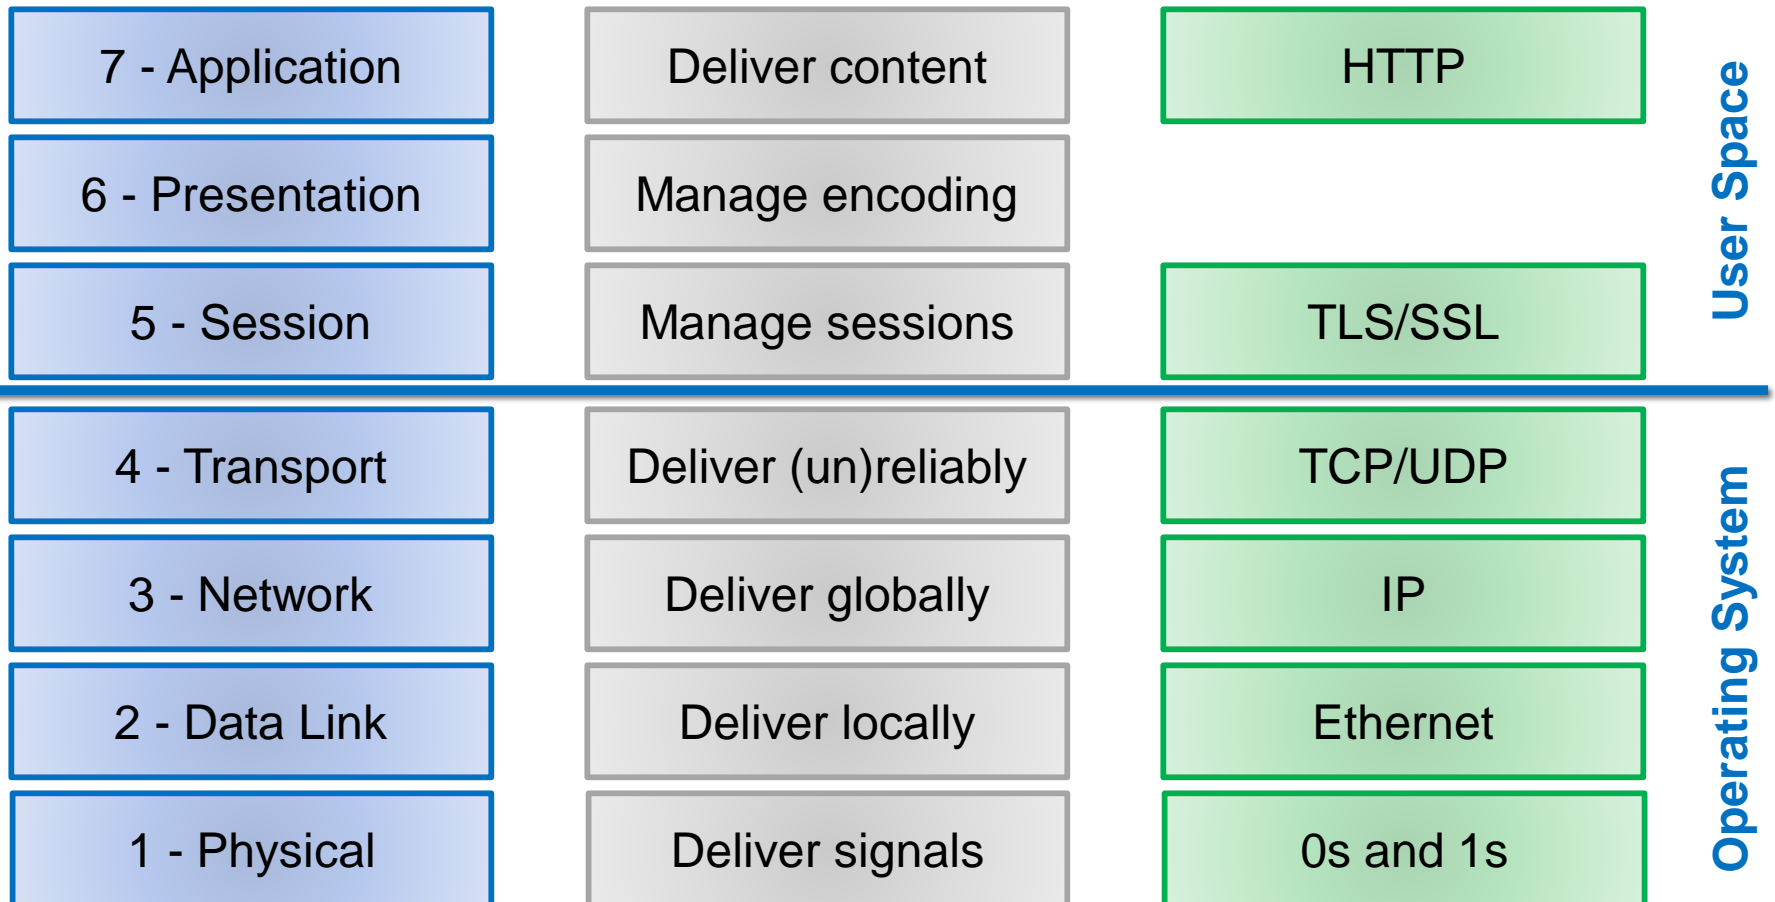 7 - Application
Deliver content
HTTP
6 - Presentation
Manage encoding
5 - Session
Manage sessions
TLS/SSL
User Space
4 - Transport
Deliver (un)reliably
TCP/UDP
3 - Network
Deliver globally
IP
2 - Data Link
Deliver locally
Ethernet
1 - Physical
Deliver signals
0s and 1s
Operating System